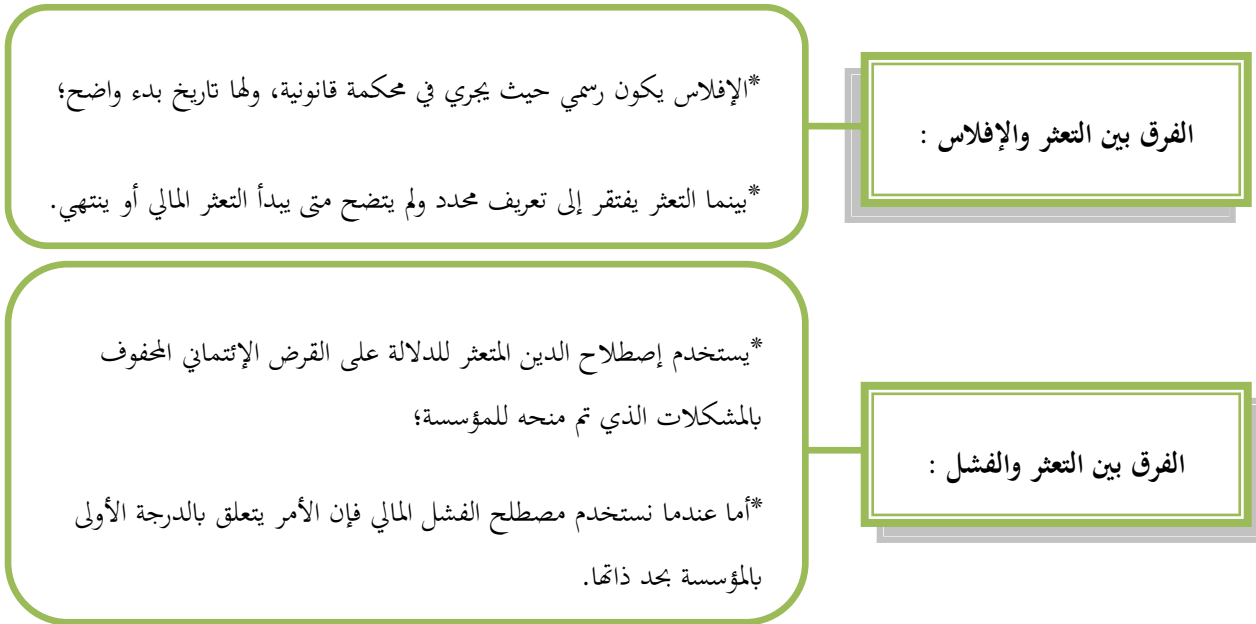 الفرق بين التعثر والإفلاس :
*الإفلاس يكون رسمي حيث يجري في محكمة قانونية، ولها تاريخ بدء واضح؛
*بينما التعثر يفتقر إلى تعريف محدد ولم يتضح متى يبدأ التعثر المالي أو ينتهي.
الفرق بين التعثر والفشل :
*يستخدم إصطلاح الدين المتعثر للدلالة على القرض الإئتماني المحفوف
بالمشكلات الذي تم منحه للمؤسسة؛
*أما عندما نستخدم مصطلح الفشل المالي فإن الأمر يتعلق بالدرجة الأولى
بالمؤسسة بحد ذاتها.